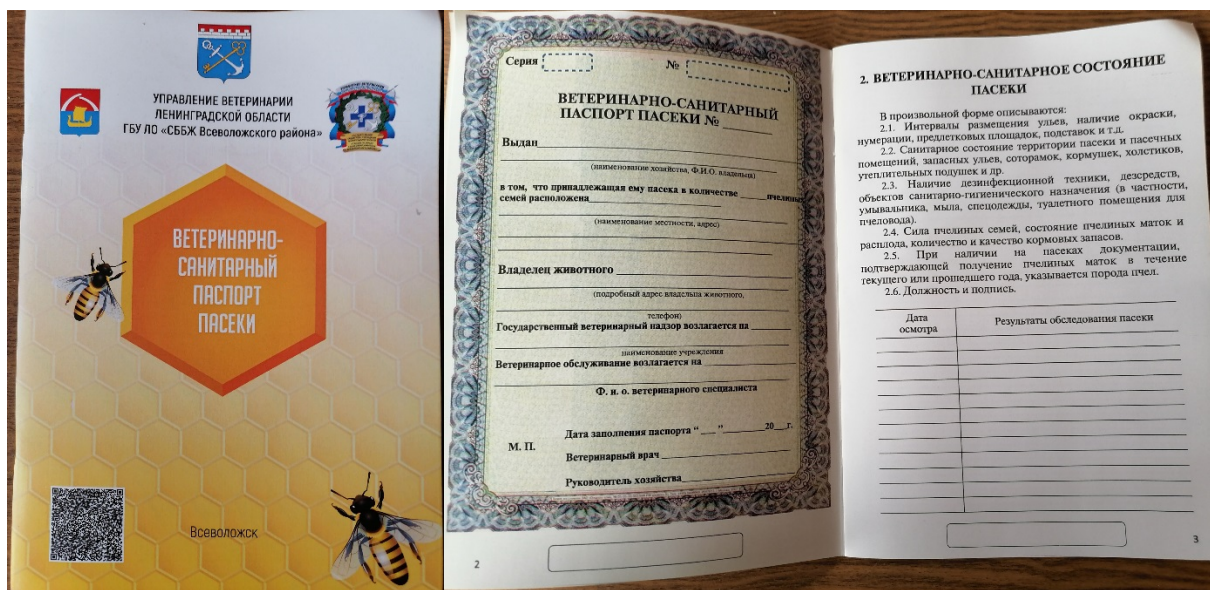 УПРАВЛЕНИЕ ВЕТЕРИНАРИИ
ЛЕНИНГРАДСКОЙ ОБЛАСТИ
ГБУ ЛО «СББЖ Всеволожского района»
ВЕТЕРИНАРНО-
САНИТАРНЫЙ
ПАСПОРТ
ПАСЕКИ
Всеволожск
Серия №
ВЕТЕРИНАРНО-САНИТАРНЫЙ
ПАСПОРТ ПАСЕКИ № ______
Выдан
(наименование хозяйства, Ф.И.О. владельца)
в том, что принадлежащая ему пасека в количестве _____ пчелиных
семей расположена
(наименование местности, адрес)
Владелец животного
(подробный адрес владельца животного,
телефон)
Государственный ветеринарный надзор возлагается на
наименование учреждения
Ветеринарное обслуживание возлагается на
Ф. и. о. ветеринарного специалиста
Дата заполнения паспорта “ ___ ”_________20__г.
М. П.
Ветеринарный врач
Руководитель хозяйства
2
2. ВЕТЕРИНАРНО-САНИТАРНОЕ СОСТОЯНИЕ
ПАСЕКИ
В произвольной форме описываются:
2.1. Интервалы размещения ульев, наличие окраски,
нумерации, предлетковых площадок, подставок и т.д.
2.2. Санитарное состояние территории пасеки и пасечных
помещений, запасных ульев, соторамок, кормушек, холстиков,
утеплительных подушек и др.
2.3. Наличие дезинфекционной техники, дезсредств,
объектов санитарно-гигиенического назначения (в частности,
умывальника, мыла, спецодежды, туалетного помещения для
пчеловода).
2.4. Сила пчелиных семей, состояние пчелиных маток и
расплода, количество и качество кормовых запасов.
2.5. При наличии на пасеках документации,
подтверждающей получение пчелиных маток в течение
текущего или прошедшего года, указывается порода пчел.
2.6. Должность и подпись.
Дата
осмотра
Результаты обследования пасеки
3